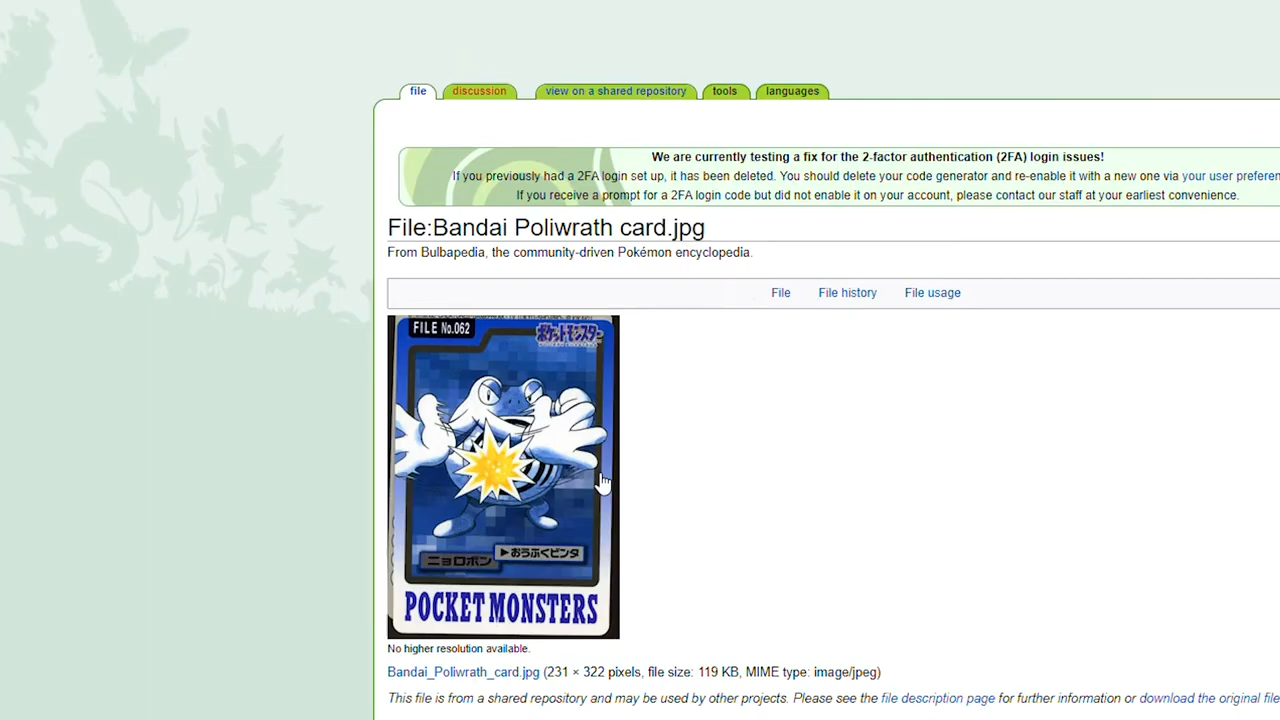 file discussion view on a shared repository tools languages
We are currently testing a fix for the 2-factor authentication (2FA) login issues!
If you previously had a 2FA login set up, it has been deleted. You should delete your code generator and re-enable it with a new one via your user preferen
If you receive a prompt for a 2FA login code but did not enable it on your account, please contact our staff at your earliest convenience.
File:Bandai Poliwrath card.jpg
From Bulbapedia, the community-driven Pokémon encyclopedia.
File File history File usage
FILE No.062
ポケットモンスター
▶おうふくビンタ
ニョロボン
POCKET MONSTERS
No higher resolution available.
Bandai_Poliwrath_card.jpg (231 × 322 pixels, file size: 119 KB, MIME type: image/jpeg)
This file is from a shared repository and may be used by other projects. Please see the file description page for further information or download the original file